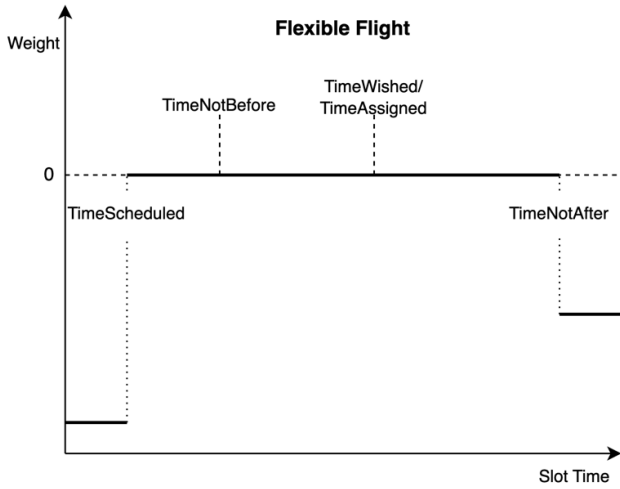 Flexible Flight
Weight
TimeNotBefore
TimeWished/
TimeAssigned
0
TimeScheduled
TimeNotAfter
Slot Time